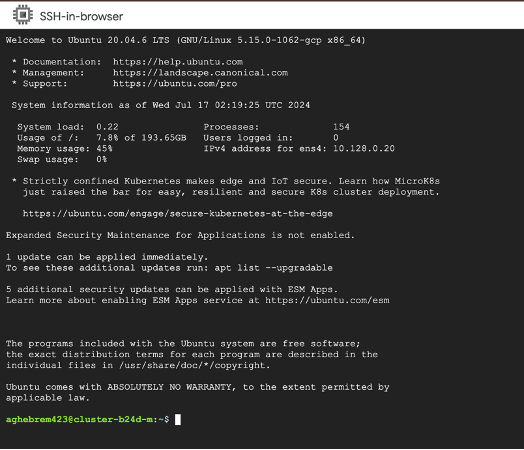 SSH-in-browser
Welcome to Ubuntu 20.04.6 LTS (GNU/Linux 5.15.0-1062-gcp x86_64)
* Documentation:  https://help.ubuntu.com
* Management:     https://landscape.canonical.com
* Support:        https://ubuntu.com/pro
System information as of Wed Jul 17 02:19:25 UTC 2024
System load:  0.22               Processes:             154
Usage of /:   7.8% of 193.65GB   Users logged in:       0
Memory usage: 45%                IPv4 address for ens4: 10.128.0.20
Swap usage:   0%
* Strictly confined Kubernetes makes edge and IoT secure. Learn how MicroK8s
just raised the bar for easy, resilient and secure K8s cluster deployment.
https://ubuntu.com/engage/secure-kubernetes-at-the-edge
Expanded Security Maintenance for Applications is not enabled.
1 update can be applied immediately.
To see these additional updates run: apt list --upgradable
5 additional security updates can be applied with ESM Apps.
Learn more about enabling ESM Apps service at https://ubuntu.com/esm
The programs included with the Ubuntu system are free software;
the exact distribution terms for each program are described in the
individual files in /usr/share/doc/*/copyright.
Ubuntu comes with ABSOLUTELY NO WARRANTY, to the extent permitted by
applicable law.
aghebrem423@cluster-b24d-m:~$